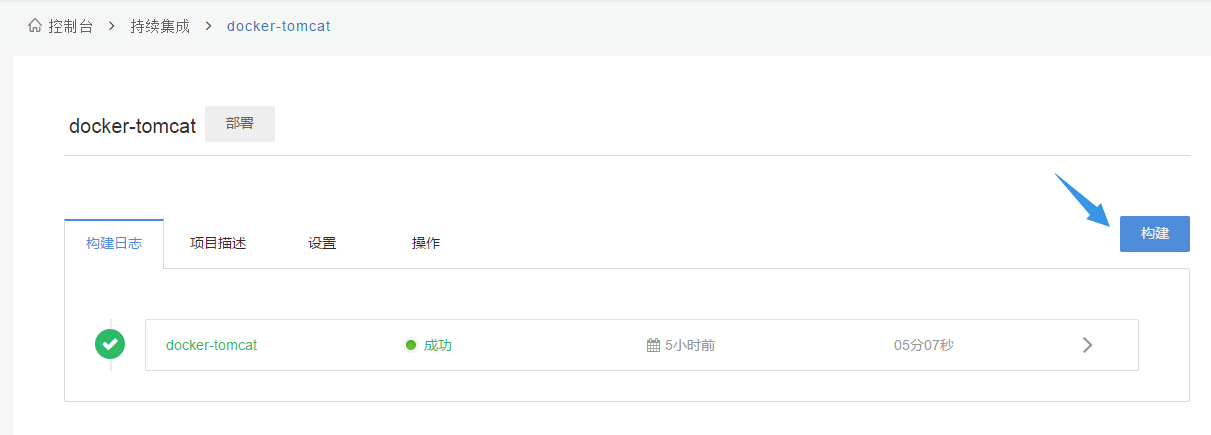 控制台 > 持续集成 > docker-tomcat
docker-tomcat 部署
构建日志 项目描述 设置 操作 构建
docker-tomcat 成功 5小时前 05分07秒